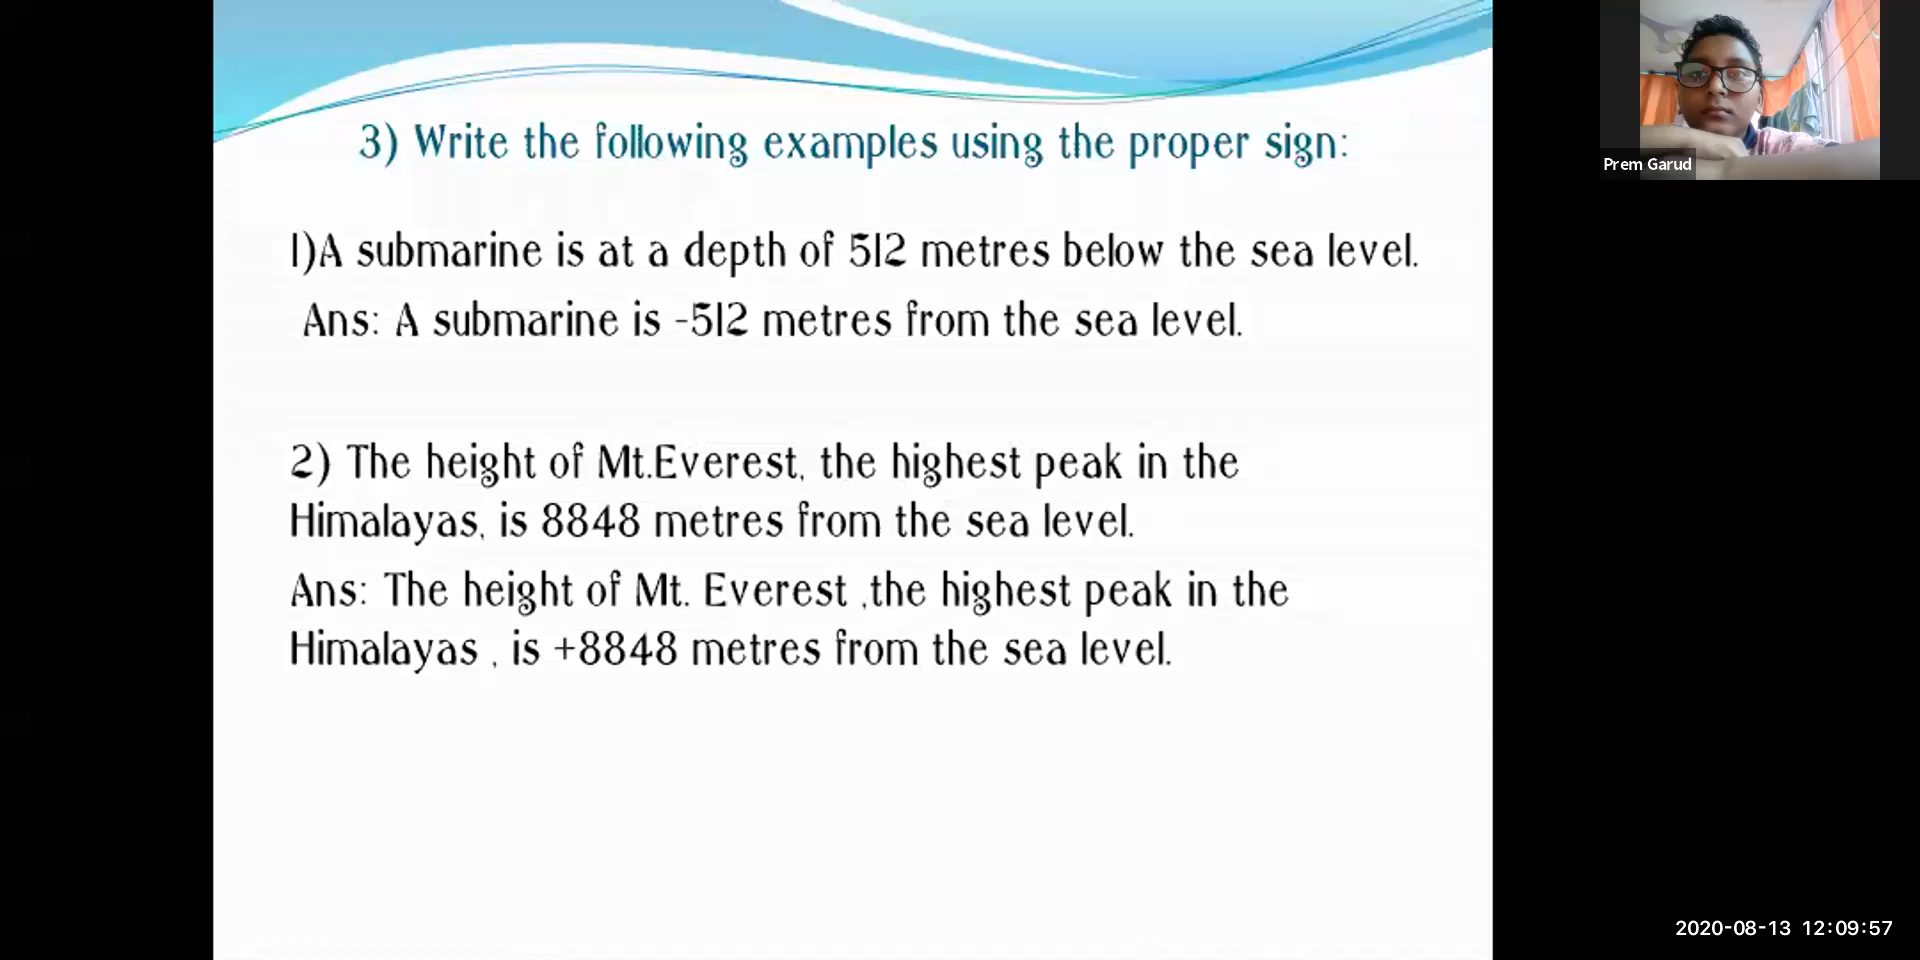 3) Write the following examples using the proper sign:
1)A submarine is at a depth of 512 metres below the sea level.
Ans: A submarine is -512 metres from the sea level.
2) The height of Mt.Everest, the highest peak in the
Himalayas, is 8848 metres from the sea level.
Ans: The height of Mt. Everest ,the highest peak in the
Himalayas , is +8848 metres from the sea level.
Prem Garud
2020-08-13 12:09:57